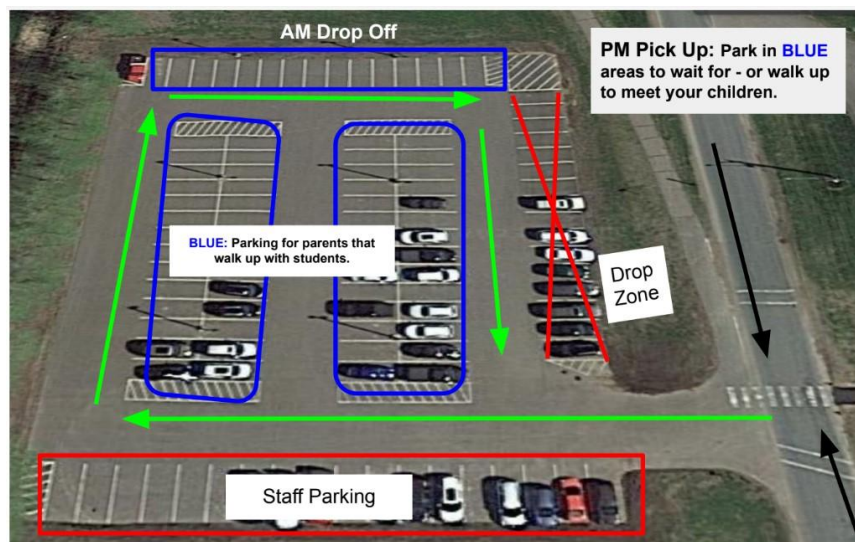 AM Drop Off
PM Pick Up: Park in BLUE
areas to wait for - or walk up
to meet your children.
BLUE: Parking for parents that
walk up with students.
Drop
Zone
Staff Parking